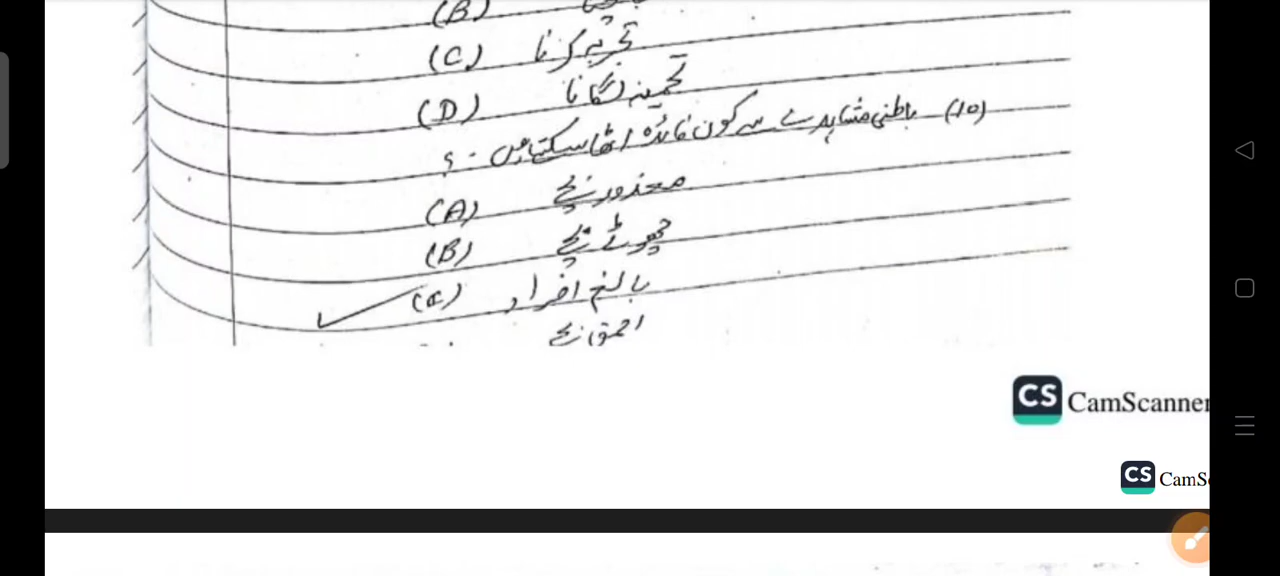 (B)
(C) تجزیہ کرنا
(D) تخمینہ لگانا
(10) باطنی مشاہدے سے کون فائدہ اٹھا سکتے ہیں - ؟
(A) معذور بچے
(B) چھوٹے بچے
(C) بالغ افراد
احمق بچے
CS CamScanner
CS CamS